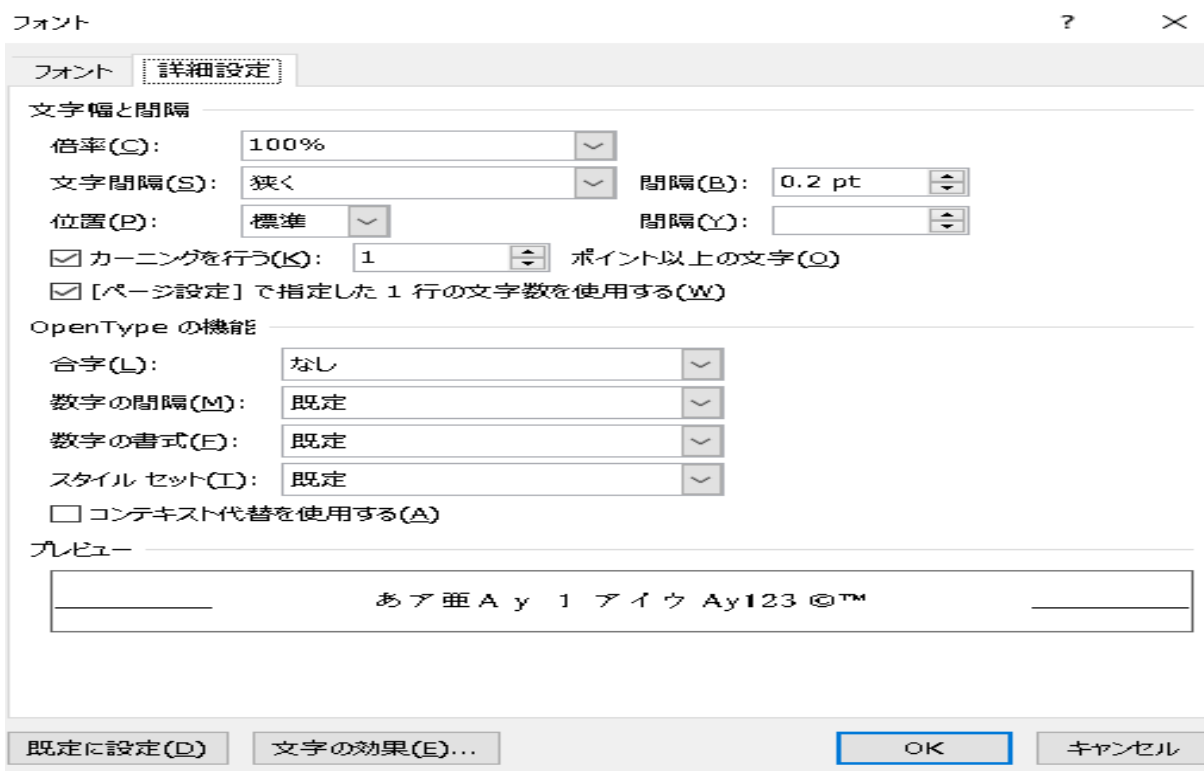 フォント ?
フォント 詳細設定
文字幅と間隔
倍率(C): 100%
文字間隔(S): 狭く 間隔(B): 0.2 pt
位置(P): 標準 間隔(Y):
カーニングを行う(K): 1 ポイント以上の文字(O)
[ページ設定] で指定した 1 行の文字数を使用する(W)
OpenType の機能
合字(L): なし
数字の間隔(M): 既定
数字の書式(F): 既定
スタイル セット(T): 既定
コンテキスト代替を使用する(A)
プレビュー
あア亜Ay 1 アイウ Ay123 ©™
既定に設定(D) 文字の効果(E)... OK キャンセル